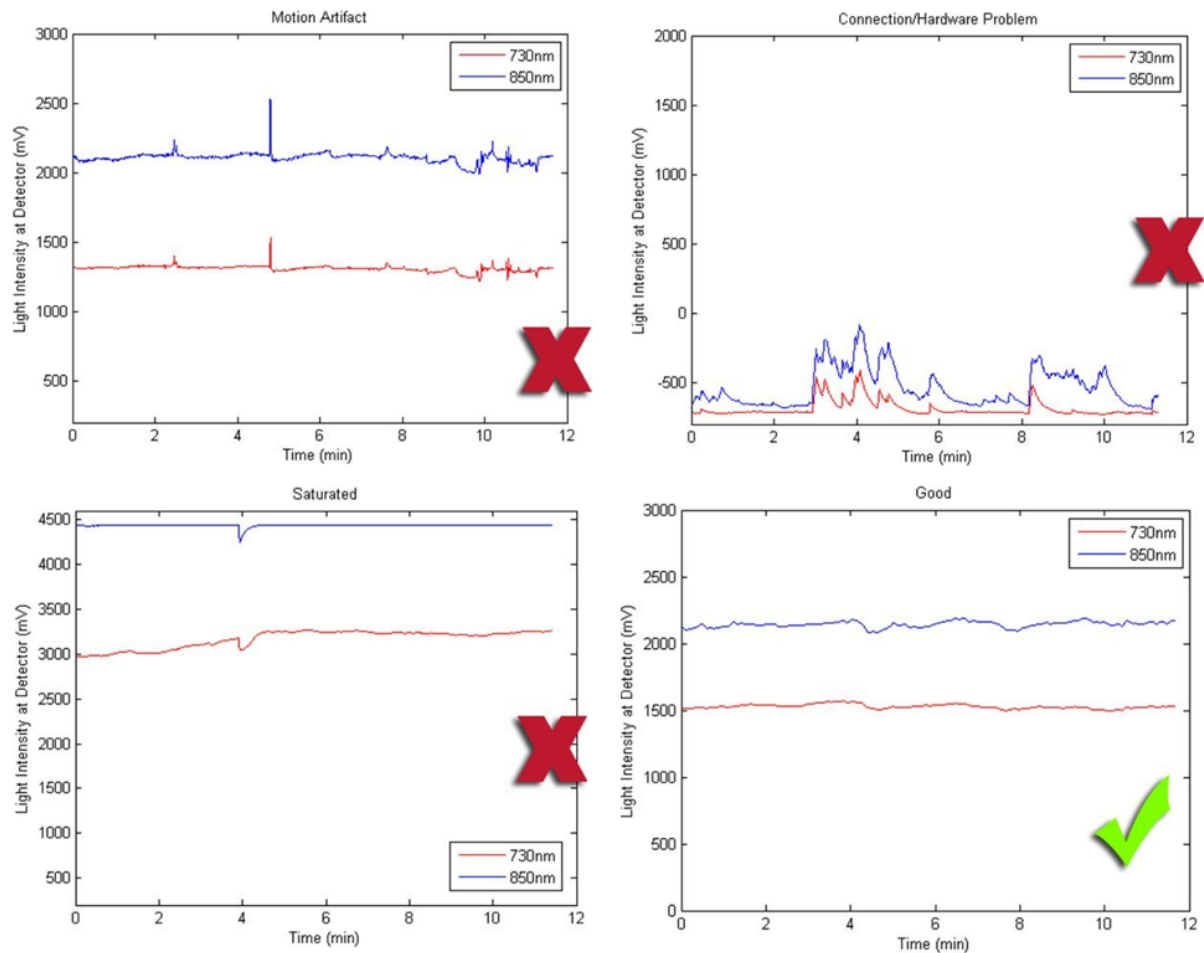 Motion Artifact
3000
2500
2000
1500
1000
500
0 2 4 6 8 10 12
Light Intensity at Detector (mV)
Time (min)
730nm
850nm
Connection/Hardware Problem
2000
1500
1000
500
0
-500
0 2 4 6 8 10 12
Light Intensity at Detector (mV)
Time (min)
730nm
850nm
Saturated
4500
4000
3500
3000
2500
2000
1500
1000
500
0 2 4 6 8 10 12
Light Intensity at Detector (mV)
Time (min)
730nm
850nm
Good
3000
2500
2000
1500
1000
500
0
0 2 4 6 8 10 12
Light Intensity at Detector (mV)
Time (min)
730nm
850nm